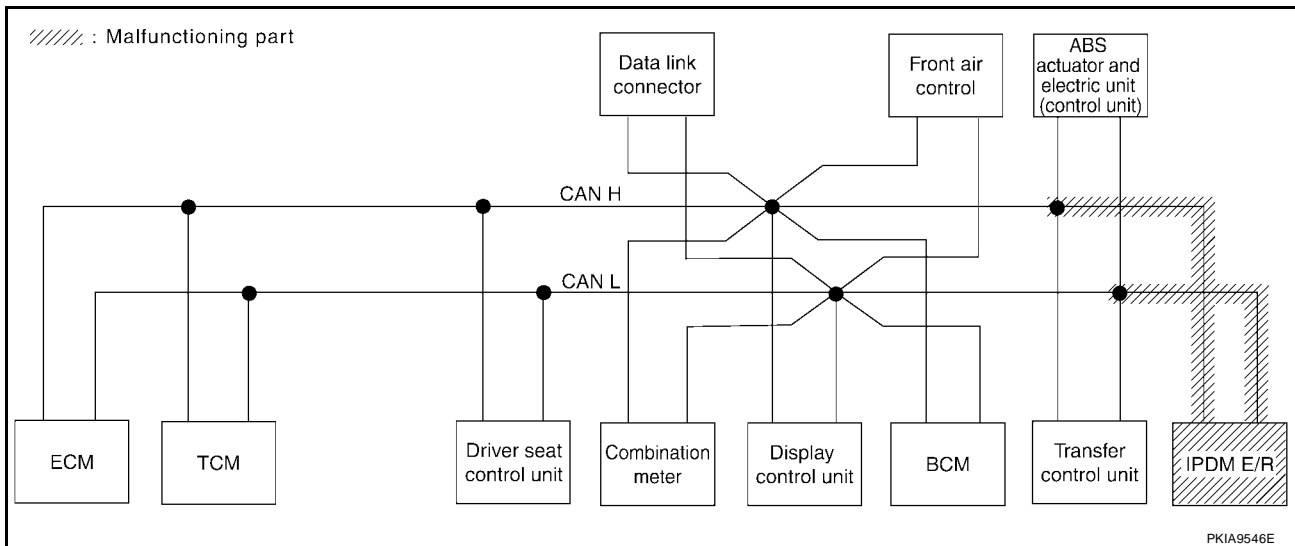 : Malfunctioning part
Data link
connector
Front air
control
ABS
actuator and
electric unit
(control unit)
CAN H
CAN L
ECM
TCM
Driver seat
control unit
Combination
meter
Display
control unit
BCM
Transfer
control unit
IPDM E/R
PKIA9546E